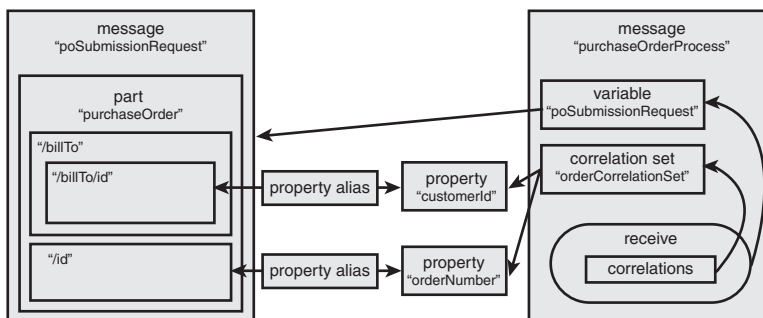 message
“poSubmissionRequest”
part
“purchaseOrder”
“/billTo”
“/billTo/id”
“/id”
property alias
property
“customerId”
property alias
property
“orderNumber”
message
“purchaseOrderProcess”
variable
“poSubmissionRequest”
correlation set
“orderCorrelationSet”
receive
correlations